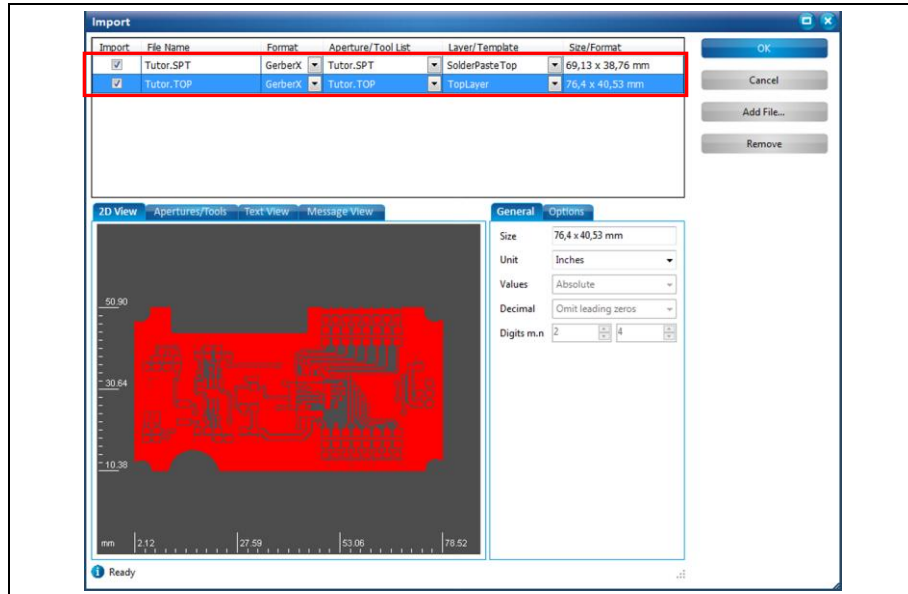 Import
Import File Name Format Aperture/Tool List Layer/Template Size/Format
Tutor.SPT GerberX Tutor.SPT SolderPasteTop 69,13 x 38,76 mm
Tutor.TOP GerberX Tutor.TOP TopLayer 76,4 x 40,53 mm
OK
Cancel
Add File...
Remove
2D View Apertures/Tools Text View Message View
General Options
Size 76,4 x 40,53 mm
Unit Inches
Values Absolute
Decimal Omit leading zeros
Digits m.n 2 4
50.90
30.64
10.38
mm 2.12 27.59 53.06 78.52
Ready